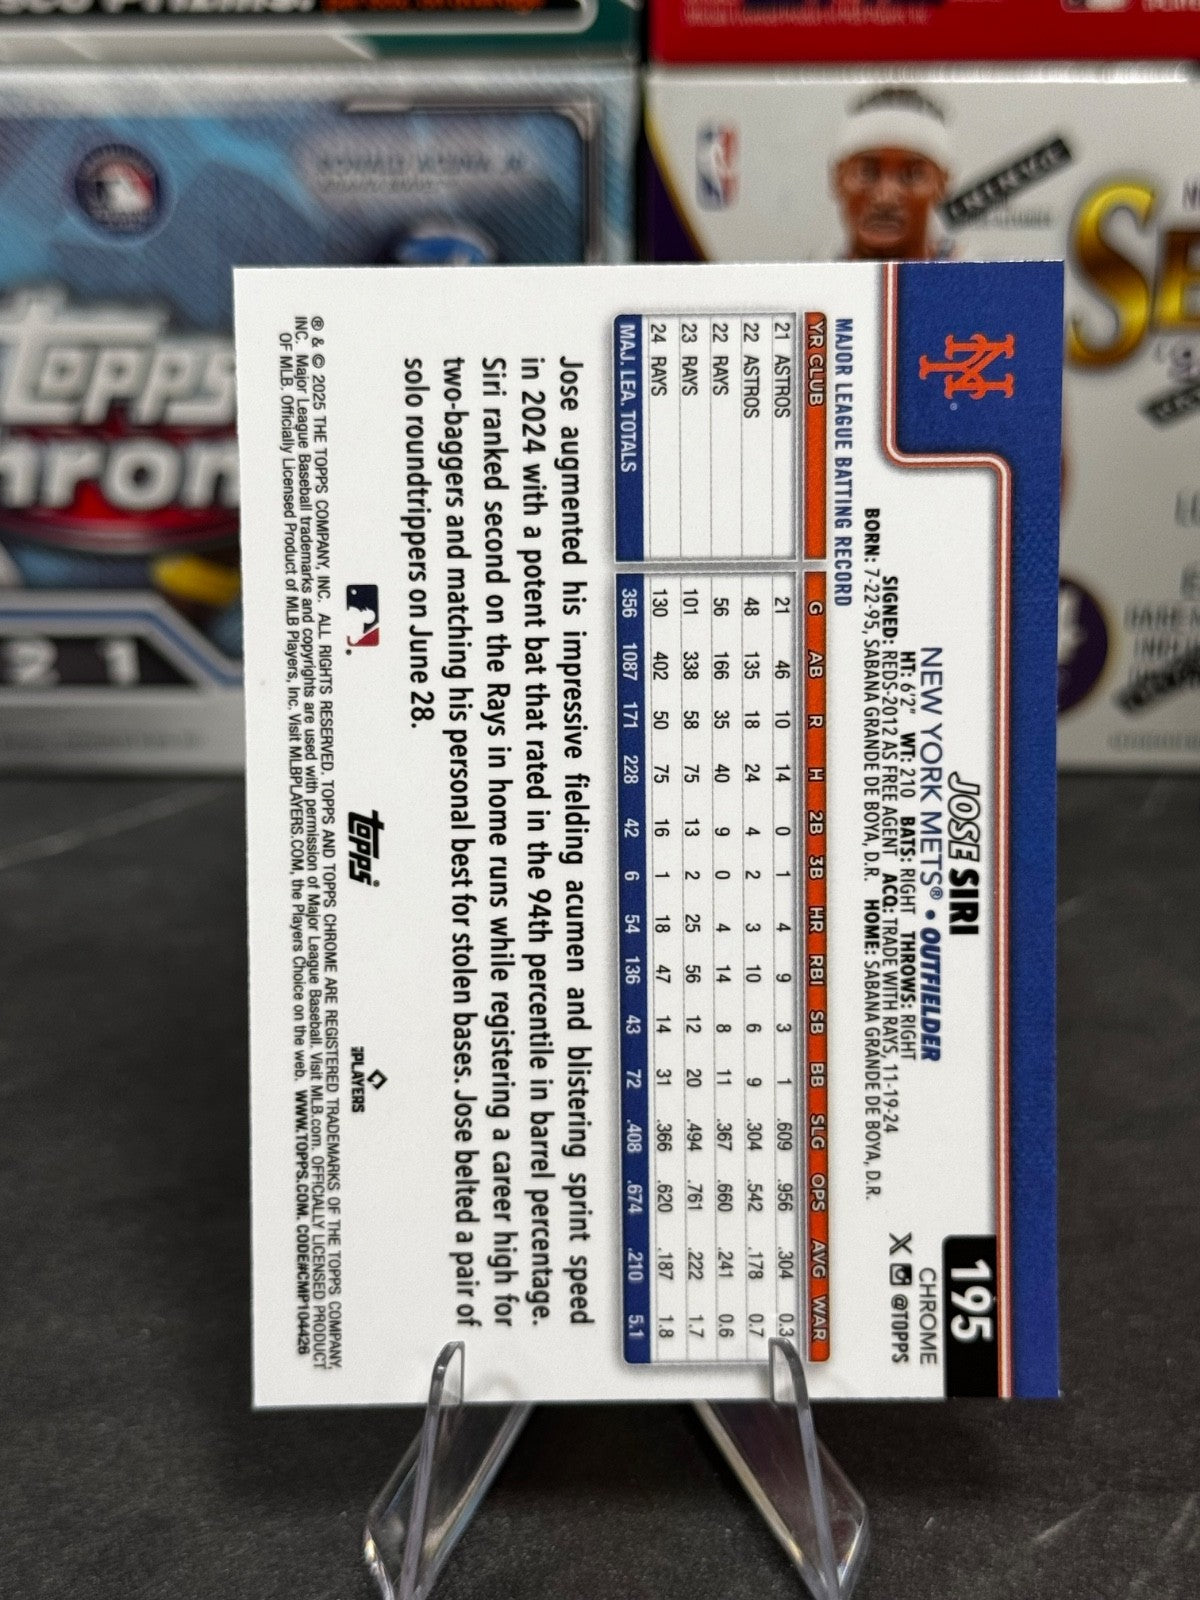 195
CHROME
JOSE SIRI
NEW YORK METS® • OUTFIELDER
HT: 6'2" WT: 210 BATS: RIGHT THROWS: RIGHT
SIGNED: REDS-2012 AS FREE AGENT ACQ: TRADE WITH RAYS, 11-19-24
BORN: 7-22-95, SABANA GRANDE DE BOYA, D.R. HOME: SABANA GRANDE DE BOYA, D.R.
@TOPPS
MAJOR LEAGUE BATTING RECORD
YR CLUB G AB R H 2B 3B HR RBI SB BB SLG OPS AVG WAR
21 ASTROS 21 46 10 14 0 1 4 9 3 1 .609 .956 .304 0.3
22 ASTROS 48 135 18 24 4 2 3 10 6 9 .304 .542 .178 0.7
22 RAYS 56 166 35 40 9 0 4 14 8 11 .367 .660 .241 0.6
23 RAYS 101 338 58 75 13 2 25 56 12 20 .494 .761 .222 1.7
24 RAYS 130 402 50 75 16 1 18 47 14 31 .366 .620 .187 1.8
MAJ. LEA. TOTALS 356 1087 171 228 42 6 54 136 43 72 .408 .674 .210 5.1
Jose augmented his impressive fielding acumen and blistering sprint speed
in 2024 with a potent bat that rated in the 94th percentile in barrel percentage.
Siri ranked second on the Rays in home runs while registering a career high for
two-baggers and matching his personal best for stolen bases. Jose belted a pair of
solo roundtrippers on June 28.
topps
PLAYERS
® & © 2025 THE TOPPS COMPANY, INC. ALL RIGHTS RESERVED. TOPPS AND TOPPS CHROME ARE REGISTERED TRADEMARKS OF THE TOPPS COMPANY,
INC. Major League Baseball trademarks and copyrights are used with permission of Major League Baseball. Visit MLB.com. OFFICIALLY LICENSED PRODUCT
OF MLB. Officially Licensed Product of MLB Players, Inc. Visit MLBPLAYERS.COM, the Players Choice on the web. WWW.TOPPS.COM. CODE#CMP104426
topps